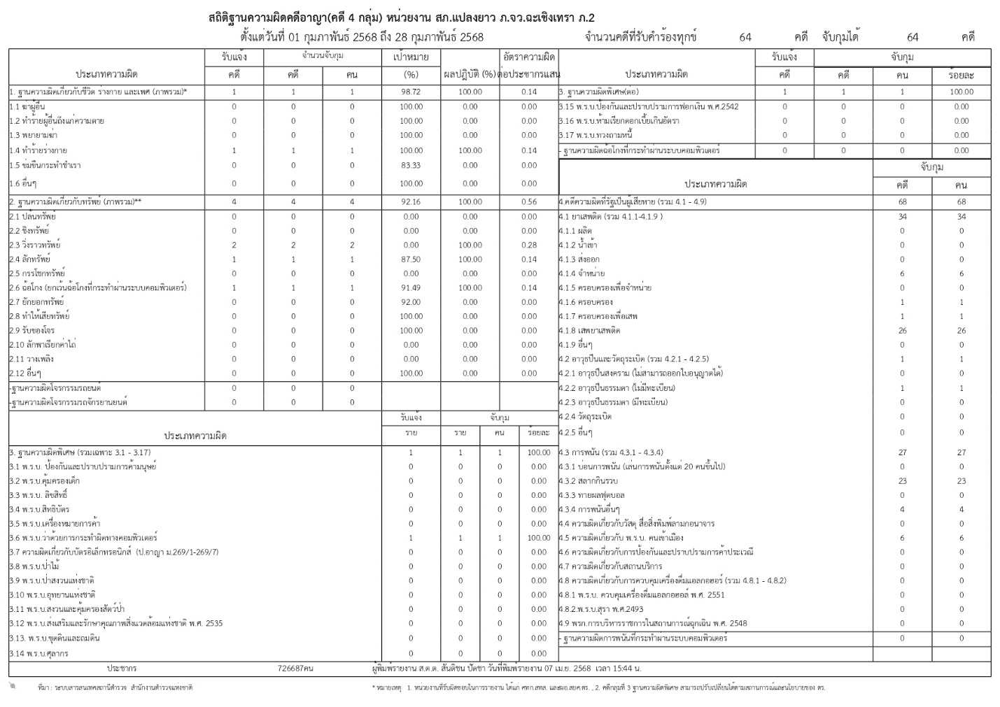 สถิติฐานความผิดคดีอาญา(คดี 4 กลุ่ม) หน่วยงาน สภ.แปลงยาว ภ.จว.ฉะเชิงเทรา ภ.2
ตั้งแต่วันที่ 01 กุมภาพันธ์ 2568 ถึง 28 กุมภาพันธ์ 2568 จำนวนคดีที่รับคำร้องทุกข์ 64 คดี จับกุมได้ 64 คดี
ประเภทความผิด รับแจ้ง จำนวนจับกุม เป้าหมาย ผลปฏิบัติ (%) อัตราความผิด
คดี คดี คน (%) ต่อประชากรแสน
1. ฐานความผิดเกี่ยวกับชีวิต ร่างกาย และเพศ (ภาพรวม)* 1 1 1 98.72 100.00 0.14
1.1 ฆ่าผู้อื่น 0 0 0 100.00 0.00 0.00
1.2 ทำร้ายผู้อื่นถึงแก่ความตาย 0 0 0 100.00 0.00 0.00
1.3 พยายามฆ่า 0 0 0 100.00 0.00 0.00
1.4 ทำร้ายร่างกาย 1 1 1 100.00 100.00 0.14
1.5 ข่มขืนกระทำชำเรา 0 0 0 83.33 0.00 0.00
1.6 อื่นๆ 0 0 0 100.00 0.00 0.00
2. ฐานความผิดเกี่ยวกับทรัพย์ (ภาพรวม)** 4 4 4 92.16 100.00 0.56
2.1 ปล้นทรัพย์ 0 0 0 0.00 0.00 0.00
2.2 ชิงทรัพย์ 0 0 0 0.00 0.00 0.00
2.3 วิ่งราวทรัพย์ 2 2 2 0.00 100.00 0.28
2.4 ลักทรัพย์ 1 1 1 87.50 100.00 0.14
2.5 กรรโชกทรัพย์ 0 0 0 0.00 0.00 0.00
2.6 ฉ้อโกง (ยกเว้นฉ้อโกงที่กระทำผ่านระบบคอมพิวเตอร์) 1 1 1 91.49 100.00 0.14
2.7 ยักยอกทรัพย์ 0 0 0 92.00 0.00 0.00
2.8 ทำให้เสียทรัพย์ 0 0 0 100.00 0.00 0.00
2.9 รับของโจร 0 0 0 100.00 0.00 0.00
2.10 ลักพาเรียกค่าไถ่ 0 0 0 0.00 0.00 0.00
2.11 วางเพลิง 0 0 0 0.00 0.00 0.00
2.12 อื่นๆ 0 0 0 100.00 0.00 0.00
-ฐานความผิดโจรกรรมรถยนต์ 0 0 0
-ฐานความผิดโจรกรรมรถจักรยานยนต์ 0 0 0
ประเภทความผิด รับแจ้ง จับกุม
ราย ราย คน ร้อยละ
3. ฐานความผิดพิเศษ (รวมเฉพาะ 3.1 - 3.17) 1 1 1 100.00
3.1 พ.ร.บ. ป้องกันและปราบปรามการค้ามนุษย์ 0 0 0 0.00
3.2 พ.ร.บ.คุ้มครองเด็ก 0 0 0 0.00
3.3 พ.ร.บ. ลิขสิทธิ์ 0 0 0 0.00
3.4 พ.ร.บ.สิทธิบัตร 0 0 0 0.00
3.5 พ.ร.บ.เครื่องหมายการค้า 0 0 0 0.00
3.6 พ.ร.บ.ว่าด้วยการกระทำผิดทางคอมพิวเตอร์ 1 1 1 100.00
3.7 ความผิดเกี่ยวกับบัตรอิเล็กทรอนิกส์ (ป.อาญา ม.269/1-269/7) 0 0 0 0.00
3.8 พ.ร.บ.ป่าไม้ 0 0 0 0.00
3.9 พ.ร.บ.ป่าสงวนแห่งชาติ 0 0 0 0.00
3.10 พ.ร.บ.อุทยานแห่งชาติ 0 0 0 0.00
3.11 พ.ร.บ.สงวนและคุ้มครองสัตว์ป่า 0 0 0 0.00
3.12 พ.ร.บ.ส่งเสริมและรักษาคุณภาพสิ่งแวดล้อมแห่งชาติ พ.ศ. 2535 0 0 0 0.00
3.13. พ.ร.บ.ขุดดินและถมดิน 0 0 0 0.00
3.14 พ.ร.บ.ศุลากร 0 0 0 0.00
ประเภทความผิด รับแจ้ง จับกุม
คดี คดี คน ร้อยละ
3. ฐานความผิดพิเศษ(ต่อ) 1 1 1 100.00
3.15 พ.ร.บ.ป้องกันและปราบปรามการฟอกเงิน พ.ศ.2542 0 0 0 0.00
3.16 พ.ร.บ.ห้ามเรียกดอกเบี้ยเกินอัตรา 0 0 0 0.00
3.17 พ.ร.บ.ทวงถามหนี้ 0 0 0 0.00
- ฐานความผิดฉ้อโกงที่กระทำผ่านระบบคอมพิวเตอร์ 0 0 0 0.00
ประเภทความผิด จับกุม
คดี คน
4.คดีความผิดที่รัฐเป็นผู้เสียหาย (รวม 4.1 - 4.9) 68 68
4.1 ยาเสพติด (รวม 4.1.1-4.1.9 ) 34 34
4.1.1 ผลิต 0 0
4.1.2 น้ำเข้า 0 0
4.1.3 ส่งออก 0 0
4.1.4 จำหน่าย 6 6
4.1.5 ครอบครองเพื่อจำหน่าย 0 0
4.1.6 ครอบครอง 1 1
4.1.7 ครอบครองเพื่อเสพ 1 1
4.1.8 เสพยาเสพติด 26 26
4.1.9 อื่นๆ 0 0
4.2 อาวุธปืนและวัตถุระเบิด (รวม 4.2.1 - 4.2.5) 1 1
4.2.1 อาวุธปืนสงคราม (ไม่สามารถออกใบอนุญาตได้) 0 0
4.2.2 อาวุธปืนธรรมดา (ไม่มีทะเบียน) 1 1
4.2.3 อาวุธปืนธรรมดา (มีทะเบียน) 0 0
4.2.4 วัตถุระเบิด 0 0
4.2.5 อื่นๆ 0 0
4.3 การพนัน (รวม 4.3.1 - 4.3.4) 27 27
4.3.1 บ่อนการพนัน (เล่นการพนันตั้งแต่ 20 คนขึ้นไป) 0 0
4.3.2 สลากกินรวบ 23 23
4.3.3 ทายผลฟุตบอล 0 0
4.3.4 การพนันอื่นๆ 4 4
4.4 ความผิดเกี่ยวกับวัสดุ สื่อสิ่งพิมพ์ลามกอนาจาร 0 0
4.5 ความผิดเกี่ยวกับ พ.ร.บ. คนเข้าเมือง 6 6
4.6 ความผิดเกี่ยวกับการป้องกันและปราบปรามการค้าประเวณี 0 0
4.7 ความผิดเกี่ยวกับสถานบริการ 0 0
4.8 ความผิดเกี่ยวกับการควบคุมเครื่องดื่มแอลกอฮอร์ (รวม 4.8.1 - 4.8.2) 0 0
4.8.1 พ.ร.บ. ควบคุมเครื่องดื่มแอลกอฮอล์ พ.ศ. 2551 0 0
4.8.2.พ.ร.บ.สุรา พ.ศ.2493 0 0
4.9 พรก.การบริหารราชการในสถานการณ์ฉุกเฉิน พ.ศ. 2548 0 0
- ฐานความผิดการพนันที่กระทำผ่านระบบคอมพิวเตอร์ 0 0
ประชากร 726687คน ผู้พิมพ์รายงาน ส.ต.ต. สันติชน ปัดชา วันที่พิมพ์รายงาน 07 เม.ย. 2568 เวลา 15:44 น.
ที่มา : ระบบสารสนเทศสถานีตำรวจ สำนักงานตำรวจแห่งชาติ * หมายเหตุ 1. หน่วยงานที่รับผิดชอบในการรายงาน ได้แก่ ศทก.สทส. และผอ.สยศ.ตร. , 2. คดีกลุ่มที่ 3 ฐานความผิดพิเศษ สามารถปรับเปลี่ยนได้ตามสถานการณ์และนโยบายของ ตร.